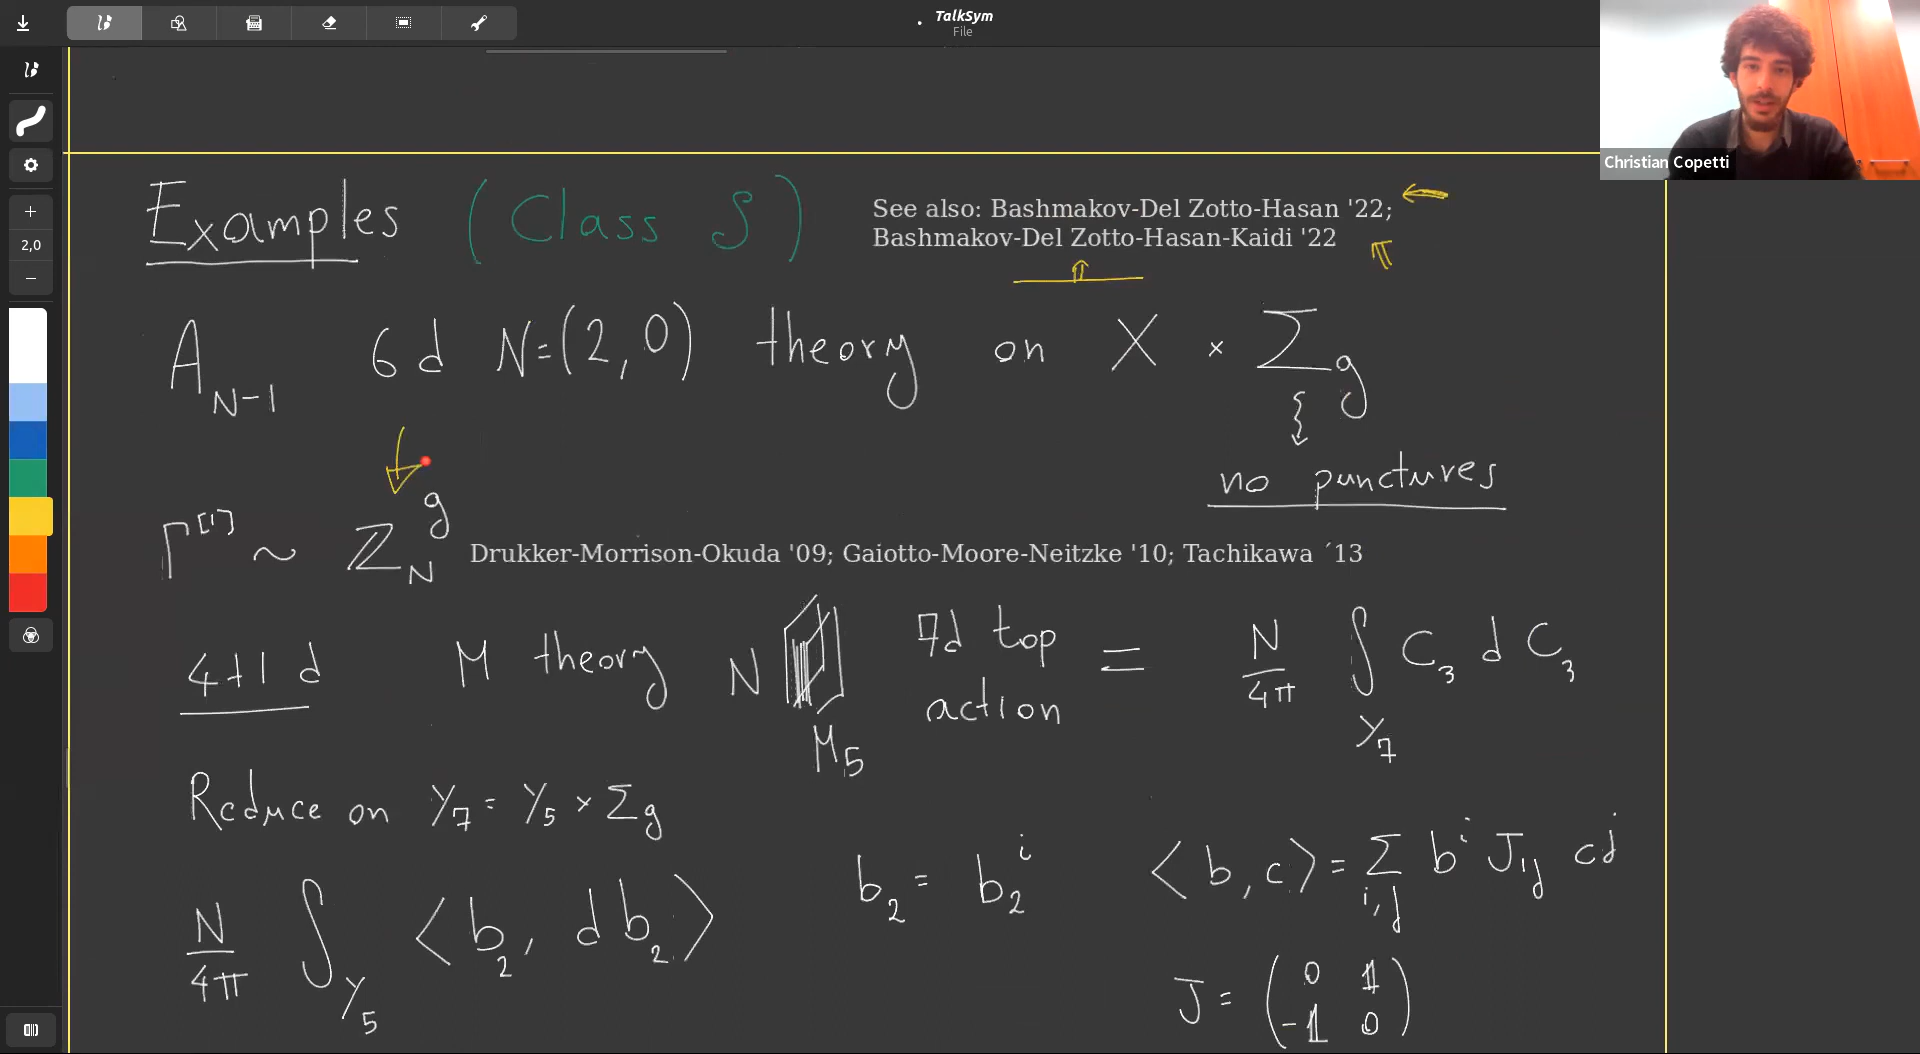 TalkSym
File
Christian Copetti
2,0
Examples (Class S)
See also: Bashmakov-Del Zotto-Hasan '22;
Bashmakov-Del Zotto-Hasan-Kaidi '22
A_{N-1} 6d N=(2,0) theory on X × Σ_g
no punctures
Γ^{[1]} ~ ℤ_N^g Drukker-Morrison-Okuda '09; Gaiotto-Moore-Neitzke '10; Tachikawa ´13
4+1 d M theory N M_5 7d top action = N/4π ∫_{Y_7} C_3 d C_3
Reduce on Y_7 = Y_5 × Σ_g
N/4π ∫_{Y_5} <b_2, d b_2> b_2 = b_2^i <b,c> = Σ_{i,j} b^i J_{ij} c^j
J = (0 1
-1 0)